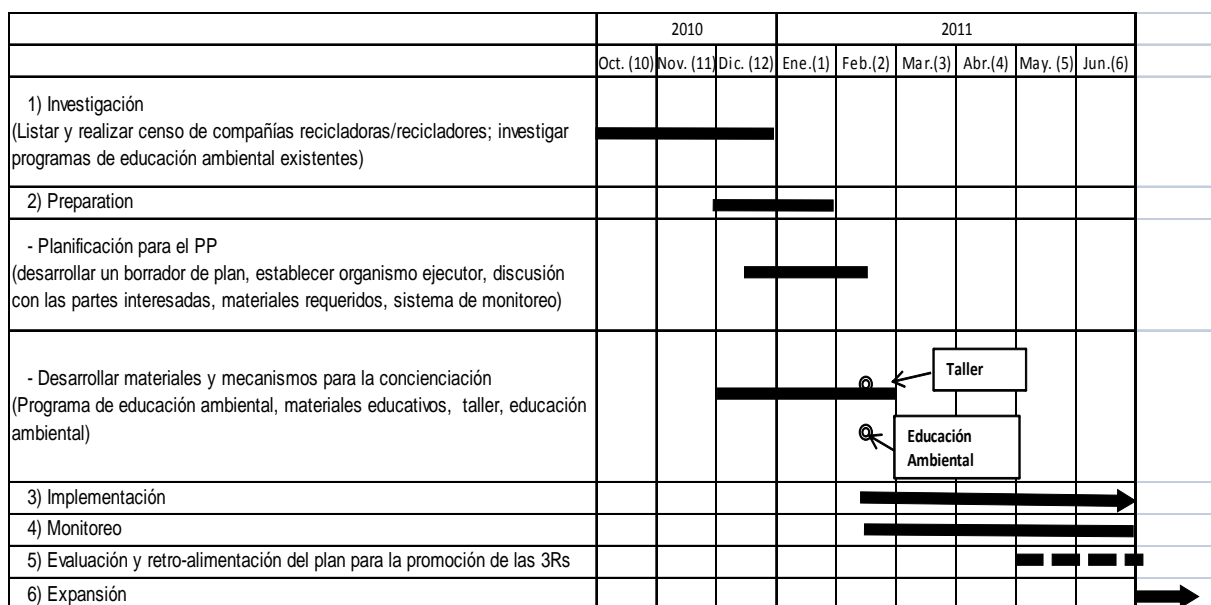 2010 2011
Oct. (10) Nov. (11) Dic. (12) Ene.(1) Feb.(2) Mar.(3) Abr.(4) May. (5) Jun.(6)
1) Investigación
(Listar y realizar censo de compañías recicladoras/recicladores; investigar
programas de educación ambiental existentes)
2) Preparation
- Planificación para el PP
(desarrollar un borrador de plan, establecer organismo ejecutor, discusión
con las partes interesadas, materiales requeridos, sistema de monitoreo)
- Desarrollar materiales y mecanismos para la concienciación
(Programa de educación ambiental, materiales educativos, taller, educación
ambiental)
Taller
Educación
Ambiental
3) Implementación
4) Monitoreo
5) Evaluación y retro-alimentación del plan para la promoción de las 3Rs
6) Expansión